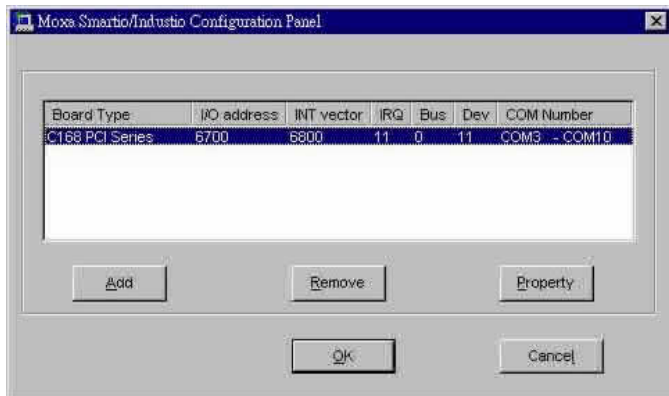 Moxa Smartio/Industio Configuration Panel
Board Type I/O address INT vector IRQ Bus Dev COM Number
C168 PCI Series 6700 6800 11 0 11 COM3 - COM10
Add Remove Property
OK Cancel